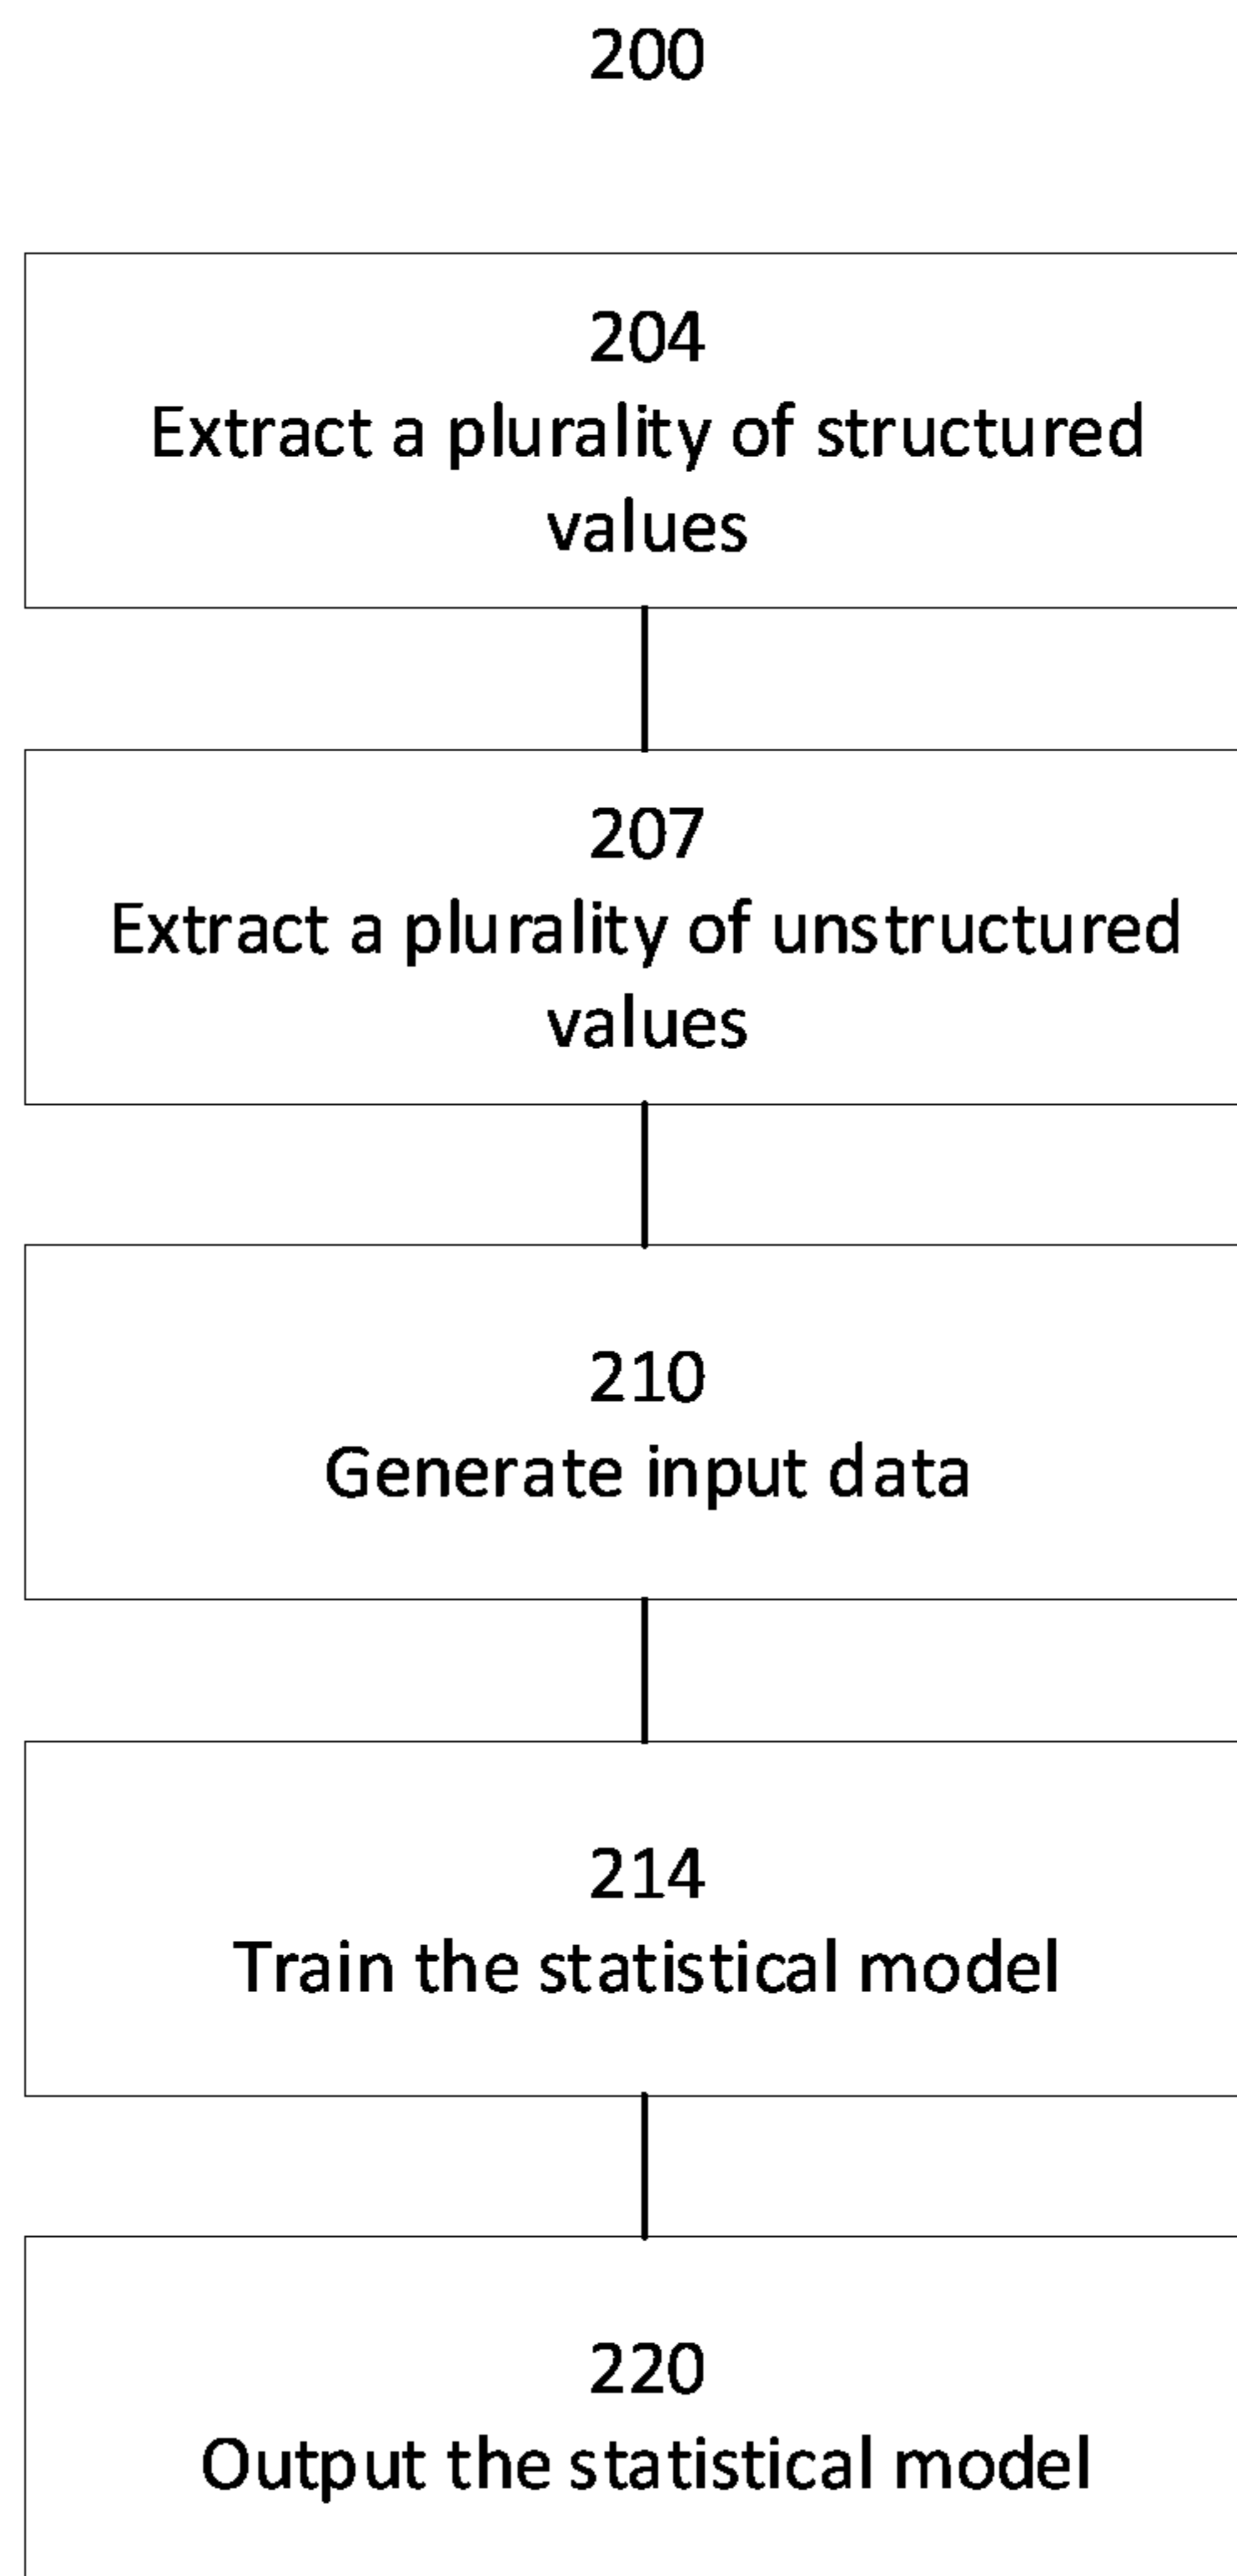 200
204
Extract a plurality of structured
values
207
Extract a plurality of unstructured
values
210
Generate input data
214
Train the statistical model
220
Output the statistical model